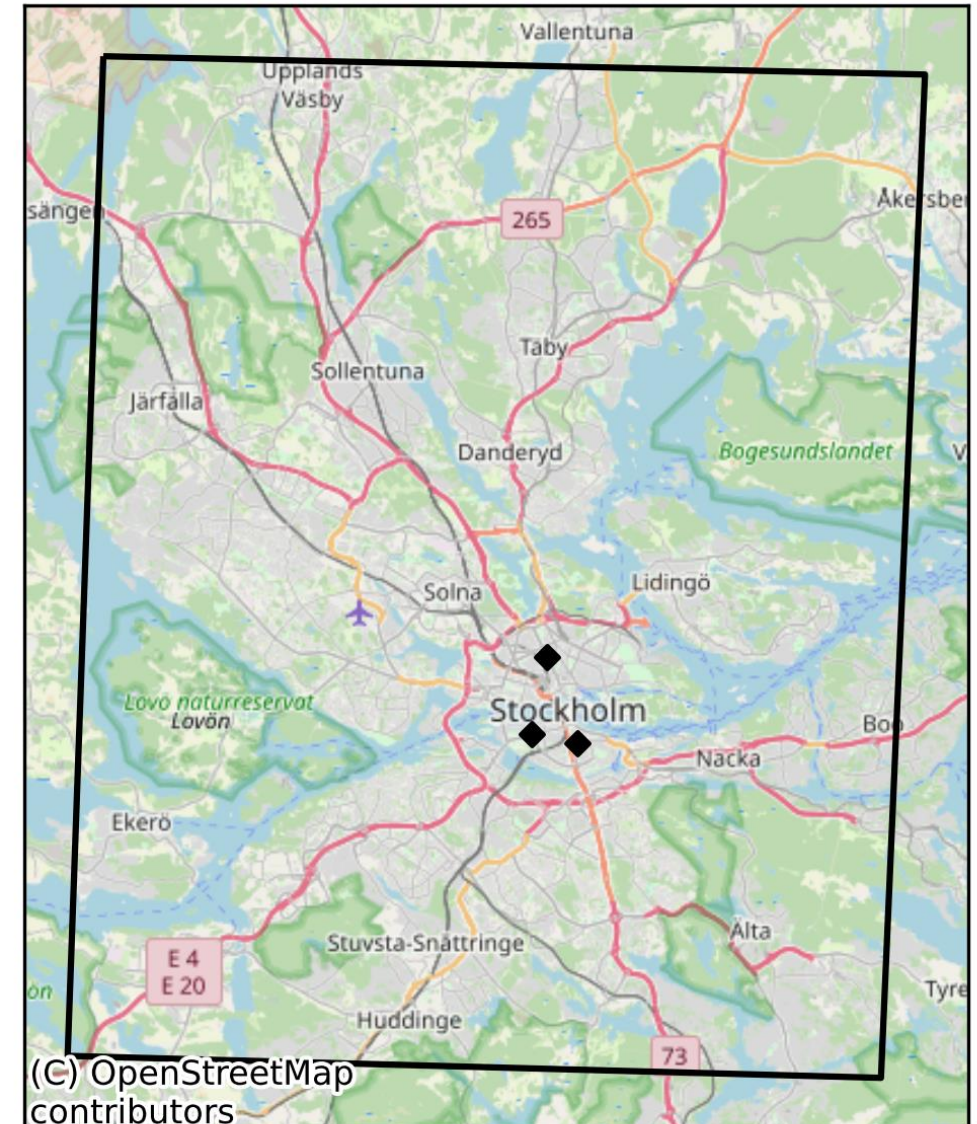 Vallentuna
Upplands
Väsby
sängen
Åkersber
265
Täby
Sollentuna
Järfälla
Danderyd
Bogesundslandet
V
Lidingö
Solna
Lovö naturreservat
Lovön
Stockholm
Boo
Nacka
Ekerö
Älta
Stuvsta-Snättringe
E 4
E 20
Tyre
ön
Huddinge
73
(C) OpenStreetMap
contributors